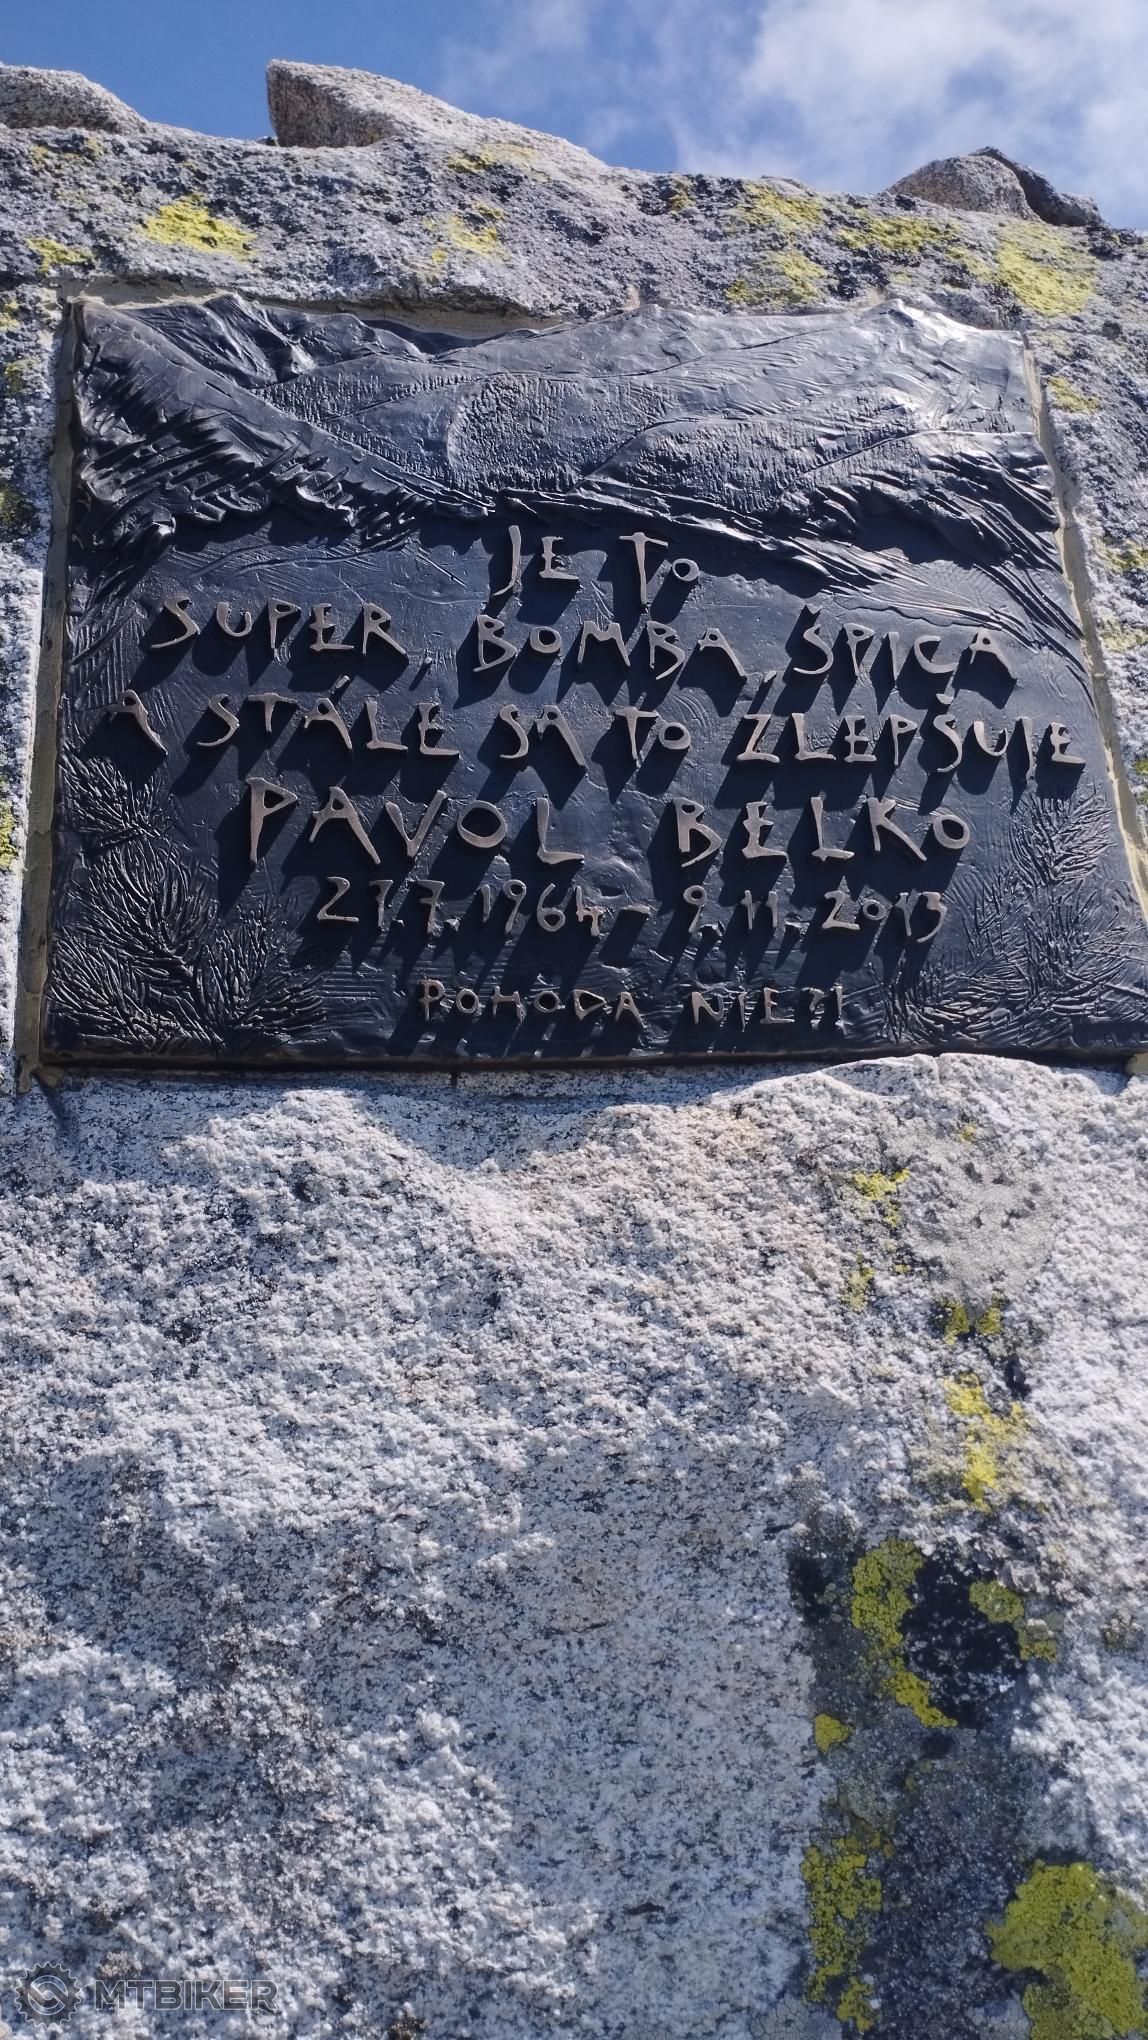 JE TO
SUPER, BOMBA, ŠPICA
A STÁLE SA TO ZLEPŠUJE
PAVOL BELKO
27.7.1964 - 9.11.2013
POHODA NIE?!
MTBIKER